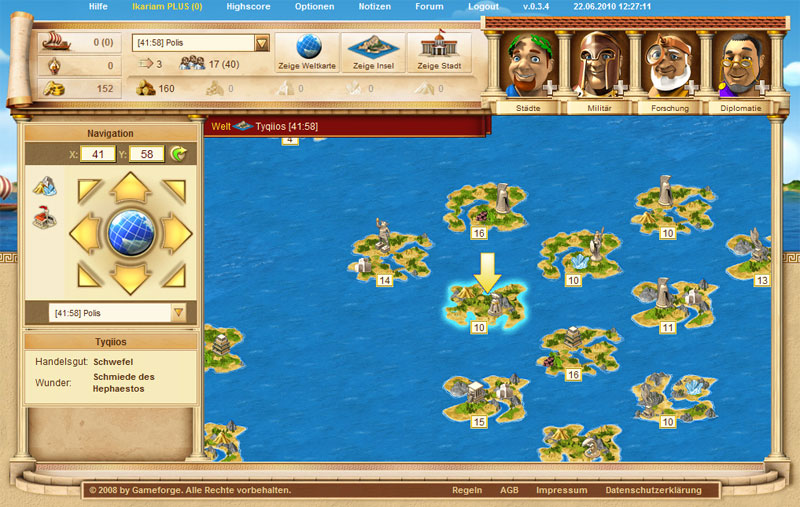 Hilfe Ikariam PLUS (0) Highscore Optionen Notizen Forum Logout v.0.3.4 22.06.2010 12:27:11
0 (0)
[41:58] Polis
0
3 17 (40)
Zeige Weltkarte Zeige Insel Zeige Stadt
152
160 0 0 0 0
Städte Militär Forschung Diplomatie
Navigation
X: 41 Y: 58
Welt Tyqiios [41:58]
4
16
10
14
10
13
10
11
16
15
10
[41:58] Polis
Tyqiios
Handelsgut: Schwefel
Wunder: Schmiede des
Hephaestos
© 2008 by Gameforge. Alle Rechte vorbehalten. Regeln AGB Impressum Datenschutzerklärung